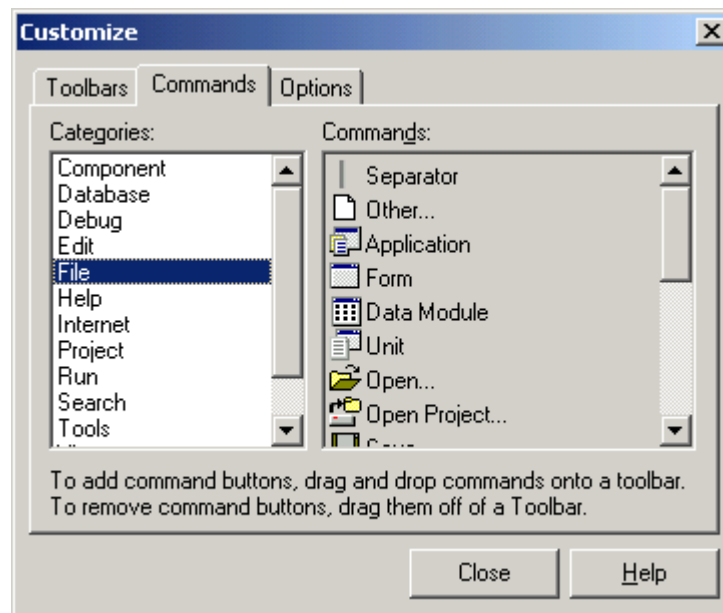 Customize
Toolbars Commands Options
Categories:
Component
Database
Debug
Edit
File
Help
Internet
Project
Run
Search
Tools
Commands:
Separator
Other...
Application
Form
Data Module
Unit
Open...
Open Project...
To add command buttons, drag and drop commands onto a toolbar.
To remove command buttons, drag them off of a Toolbar.
Close Help